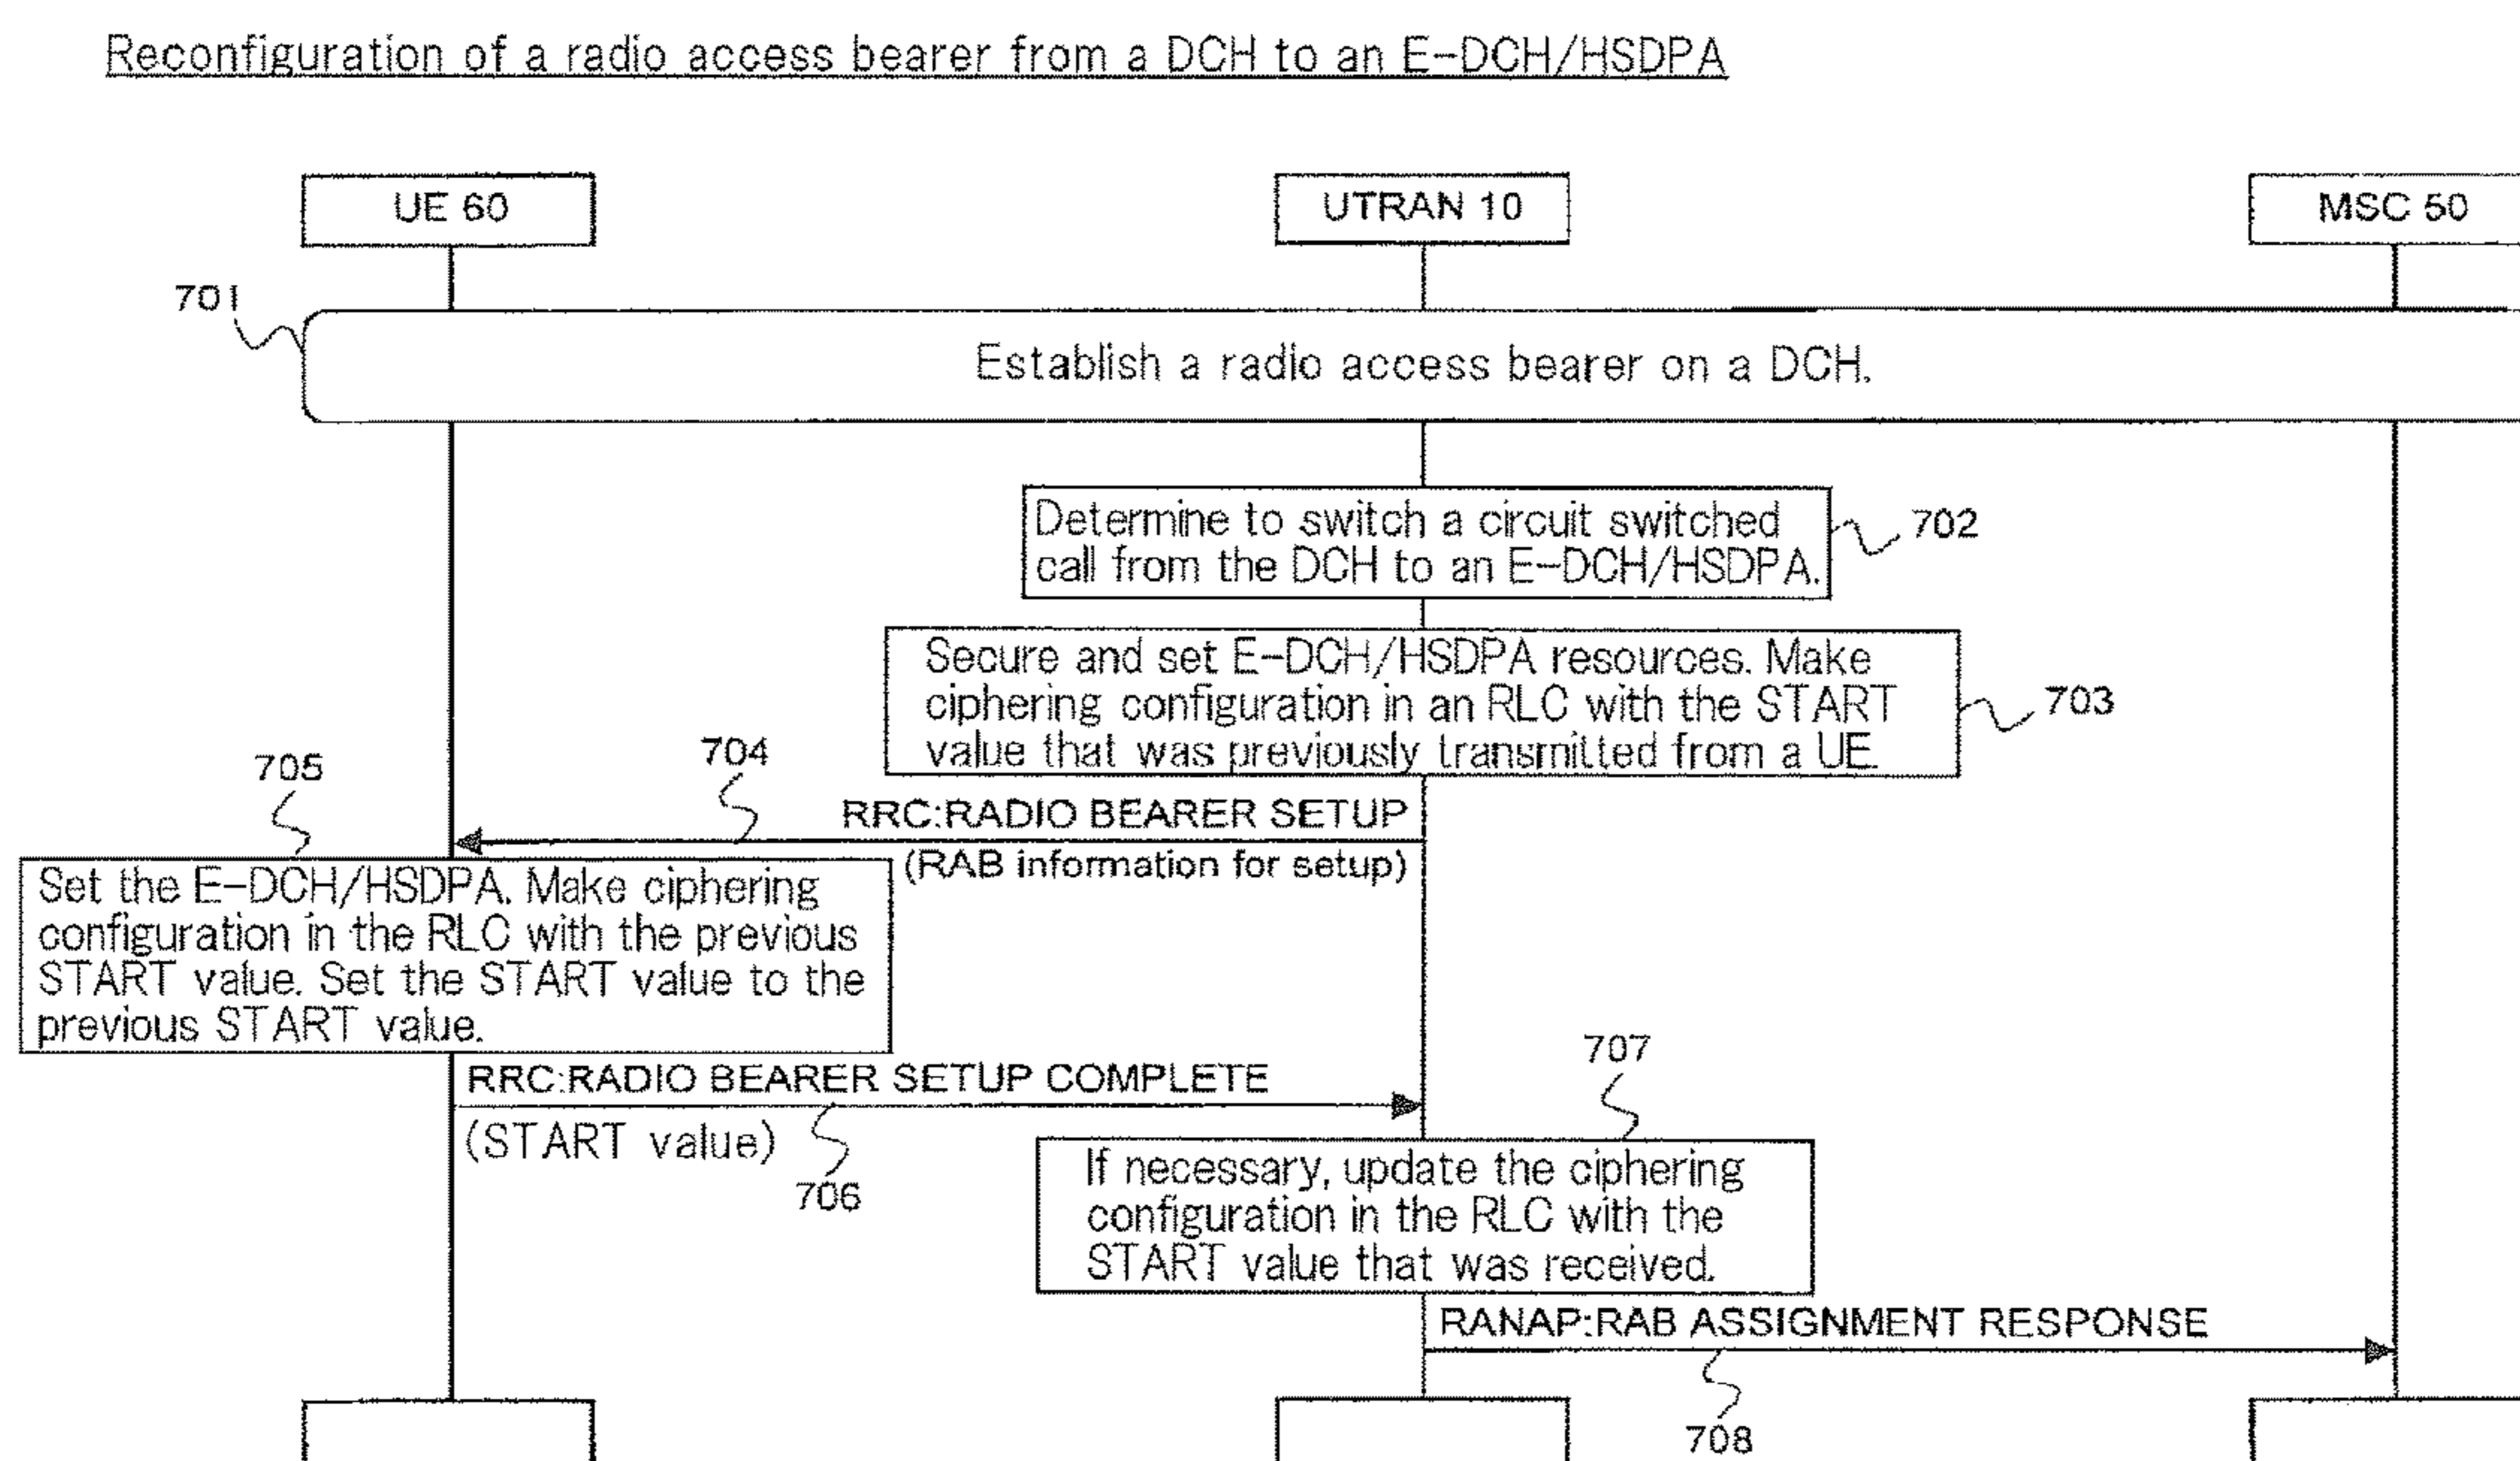 Reconfiguration of a radio access bearer from a DCH to an E-DCH/HSDPA
UE 60
UTRAN 10
MSC 50
701
Establish a radio access bearer on a DCH.
Determine to switch a circuit switched
call from the DCH to an E-DCH/HSDPA.
702
Secure and set E-DCH/HSDPA resources. Make
ciphering configuration in an RLC with the START
value that was previously transmitted from a UE
703
704
705
RRC:RADIO BEARER SETUP
(RAB information for setup)
Set the E-DCH/HSDPA. Make ciphering
configuration in the RLC with the previous
START value. Set the START value to the
previous START value.
RRC:RADIO BEARER SETUP COMPLETE
(START value)
706
707
If necessary, update the ciphering
configuration in the RLC with the
START value that was received.
RANAP:RAB ASSIGNMENT RESPONSE
708